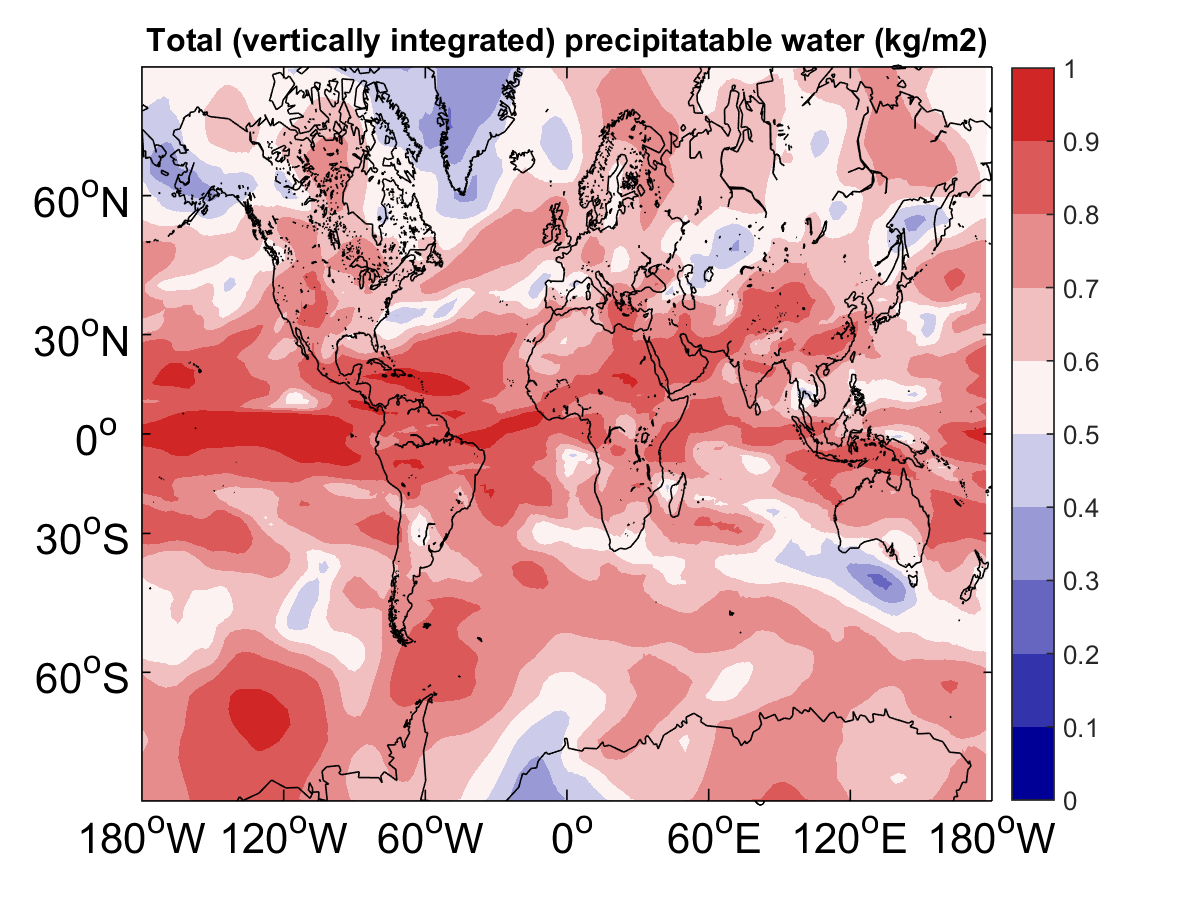 Total (vertically integrated) precipitatable water (kg/m2)
1
0.9
0.8
0.7
0.6
0.5
0.4
0.3
0.2
0.1
0
60°N
30°N
0°
30°S
60°S
180°W 120°W 60°W 0° 60°E 120°E 180°W